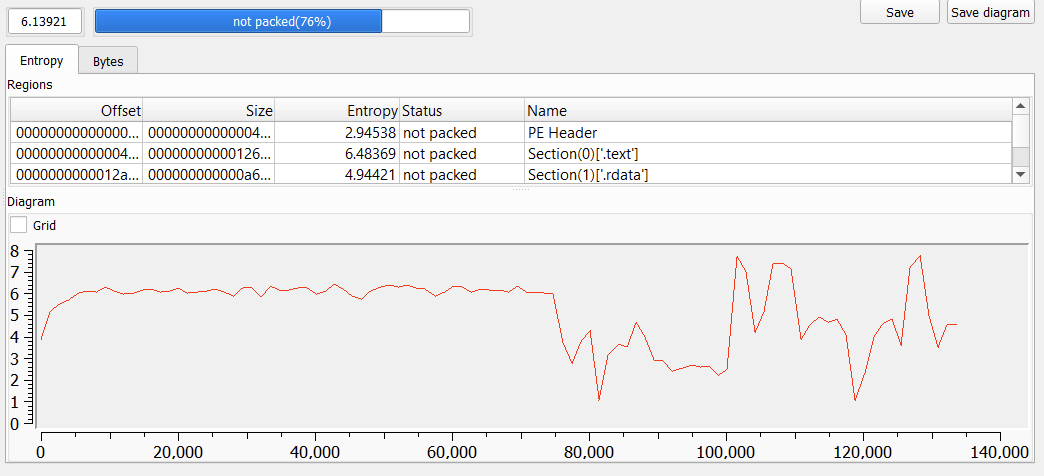 6.13921 not packed(76%) Save Save diagram
Entropy Bytes
Regions
Offset Size Entropy Status Name
00000000000000... 00000000000004... 2.94538 not packed PE Header
00000000000004... 00000000000126... 6.48369 not packed Section(0)['.text']
00000000000012a... 000000000000a6... 4.94421 not packed Section(1)['.rdata']
Diagram
Grid
8
7
6
5
4
3
2
1
0
0 20,000 40,000 60,000 80,000 100,000 120,000 140,000